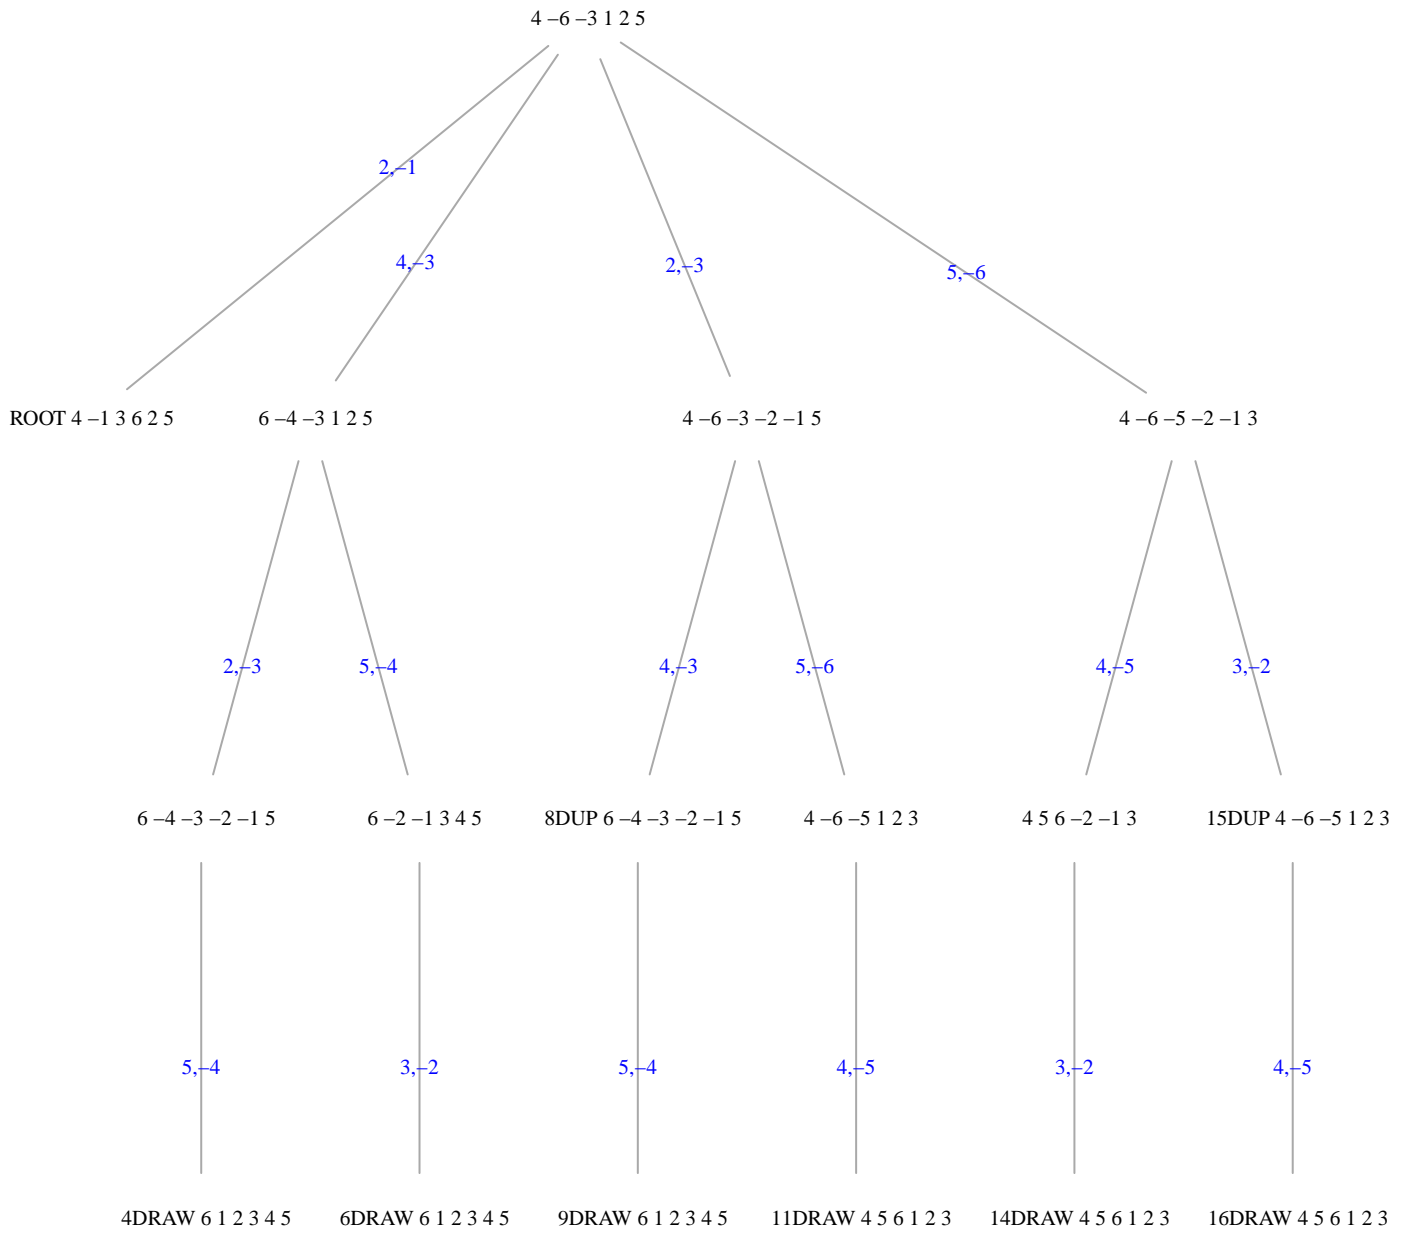 4 –6 –3 1 2 5
2,–1
4,–3
2,–3
5,–6
ROOT 4 –1 3 6 2 5
6 –4 –3 1 2 5
4 –6 –3 –2 –1 5
4 –6 –5 –2 –1 3
2,–3
5,–4
4,–3
5,–6
4,–5
3,–2
6 –4 –3 –2 –1 5
6 –2 –1 3 4 5
8DUP 6 –4 –3 –2 –1 5
4 –6 –5 1 2 3
4 5 6 –2 –1 3
15DUP 4 –6 –5 1 2 3
5,–4
3,–2
5,–4
4,–5
3,–2
4,–5
4DRAW 6 1 2 3 4 5
6DRAW 6 1 2 3 4 5
9DRAW 6 1 2 3 4 5
11DRAW 4 5 6 1 2 3
14DRAW 4 5 6 1 2 3
16DRAW 4 5 6 1 2 3